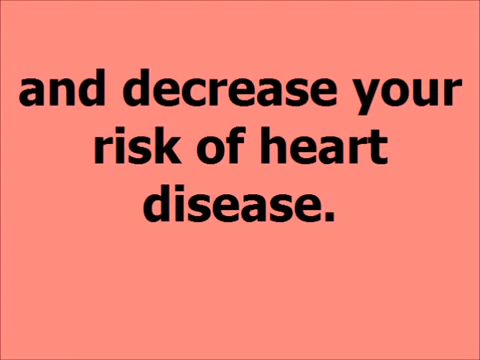 and decrease your
risk of heart
disease.